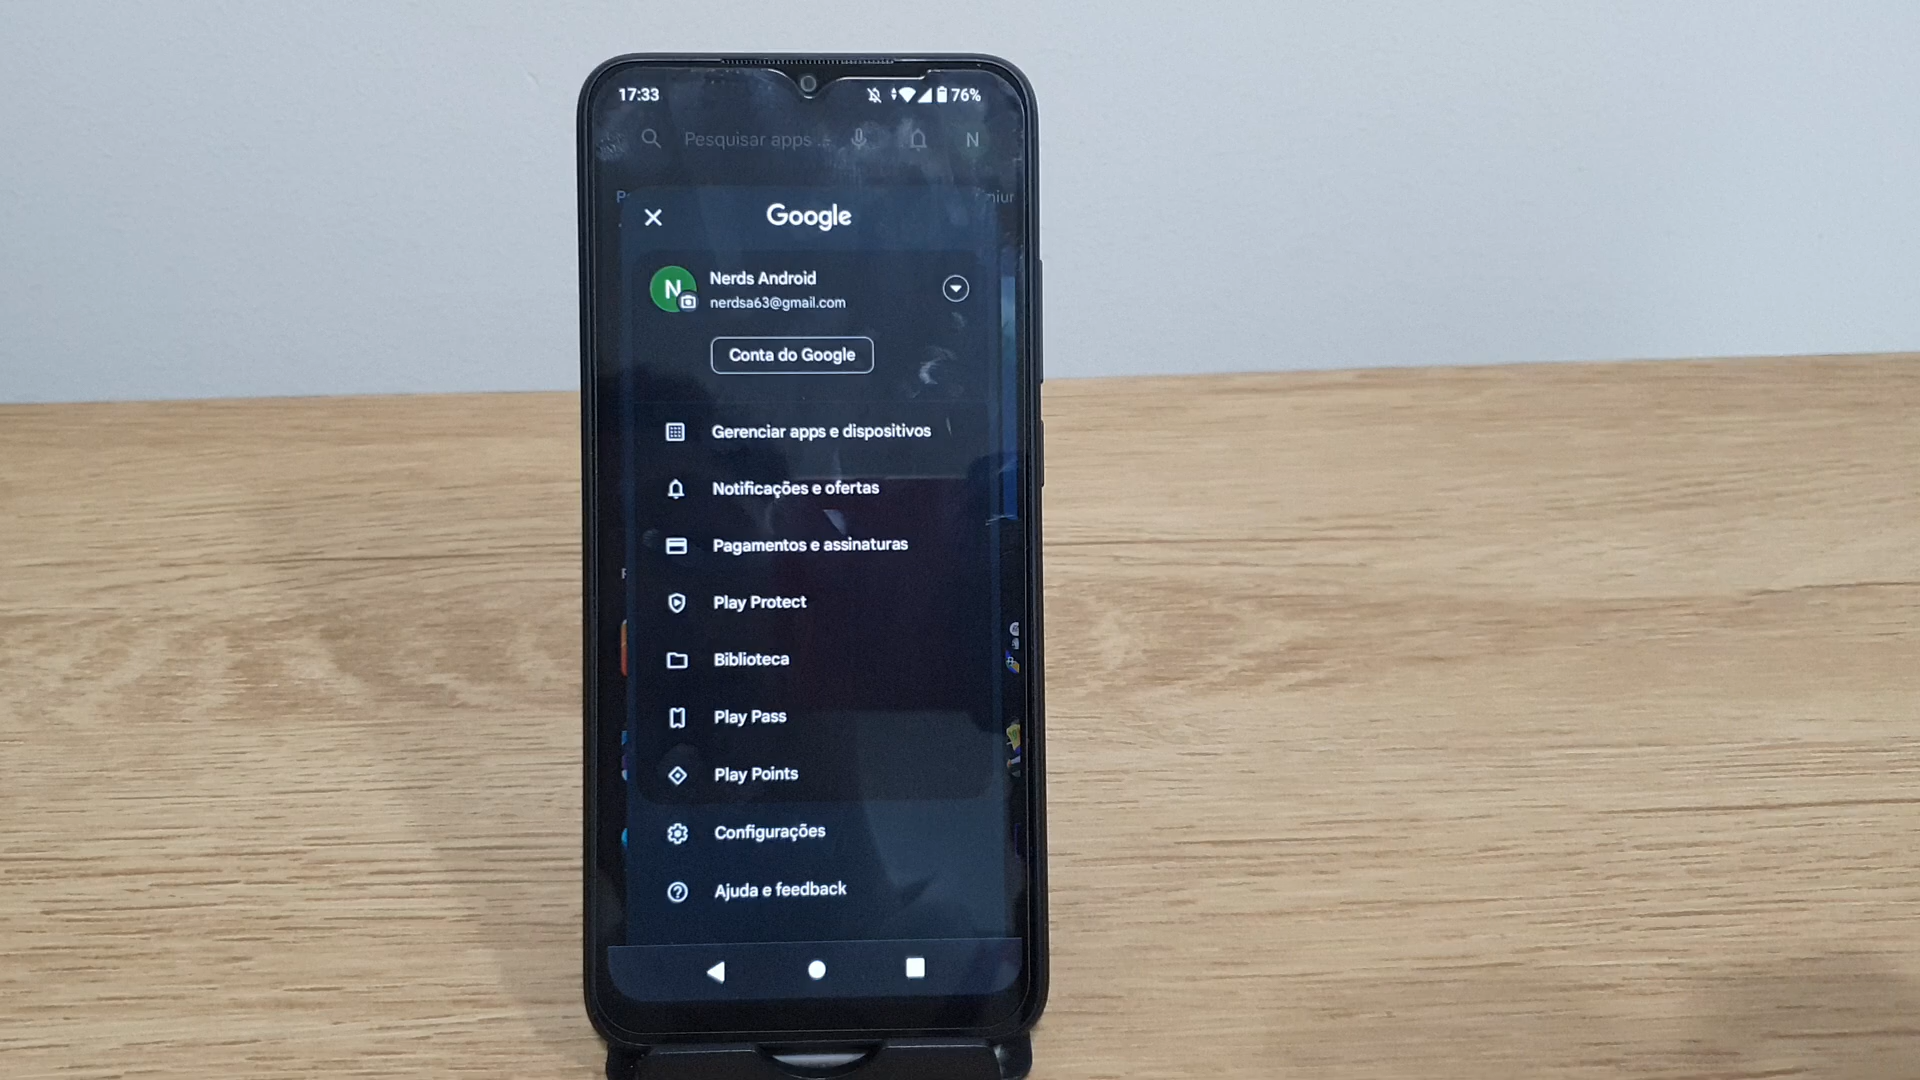 17:33
76%
Pesquisar apps ...
N
Google
N
Nerds Android
nerdsa63@gmail.com
Conta do Google
Gerenciar apps e dispositivos
Notificações e ofertas
Pagamentos e assinaturas
Play Protect
Biblioteca
Play Pass
Play Points
Configurações
Ajuda e feedback